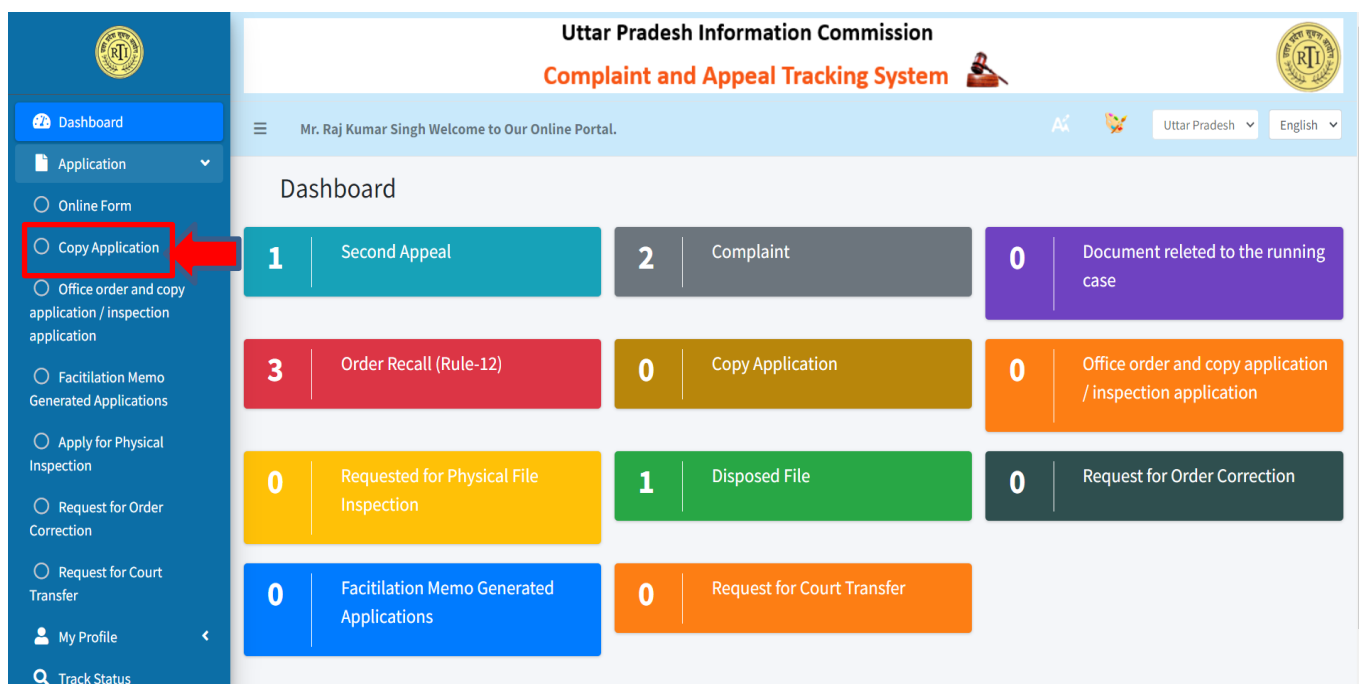 Uttar Pradesh Information Commission
Complaint and Appeal Tracking System
RTI
RTI
Dashboard
Application
Online Form
Copy Application
Office order and copy
application / inspection
application
Facitilation Memo
Generated Applications
Apply for Physical
Inspection
Request for Order
Correction
Request for Court
Transfer
My Profile
Track Status
Mr. Raj Kumar Singh Welcome to Our Online Portal.
Uttar Pradesh
English
Dashboard
1 Second Appeal
2 Complaint
0 Document releted to the running
case
3 Order Recall (Rule-12)
0 Copy Application
0 Office order and copy application
/ inspection application
0 Requested for Physical File
Inspection
1 Disposed File
0 Request for Order Correction
0 Facitilation Memo Generated
Applications
0 Request for Court Transfer